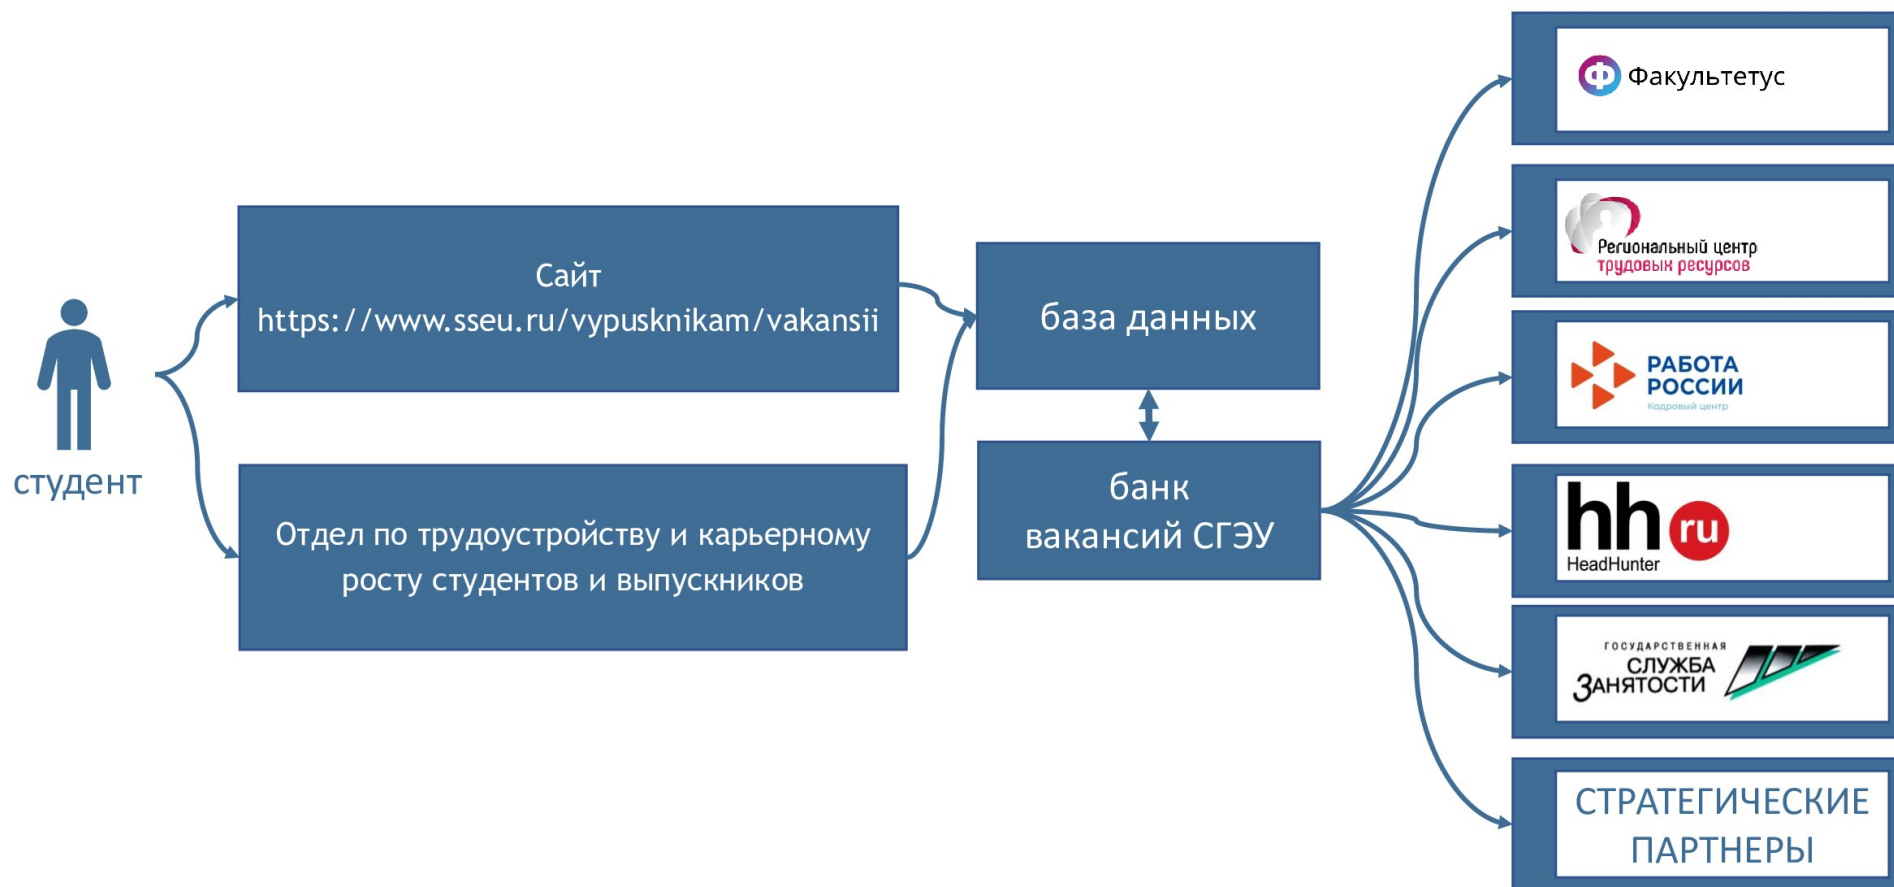 студент
Сайт
https://www.sseu.ru/vypusknikam/vakansii
Отдел по трудоустройству и карьерному
росту студентов и выпускников
база данных
банк
вакансий СГЭУ
Ф Факультетус
Региональный центр
трудовых ресурсов
РАБОТА
РОССИИ
Кадровый центр
hh ru
HeadHunter
ГОСУДАРСТВЕННАЯ
СЛУЖБА
ЗАНЯТОСТИ
СТРАТЕГИЧЕСКИЕ
ПАРТНЕРЫ